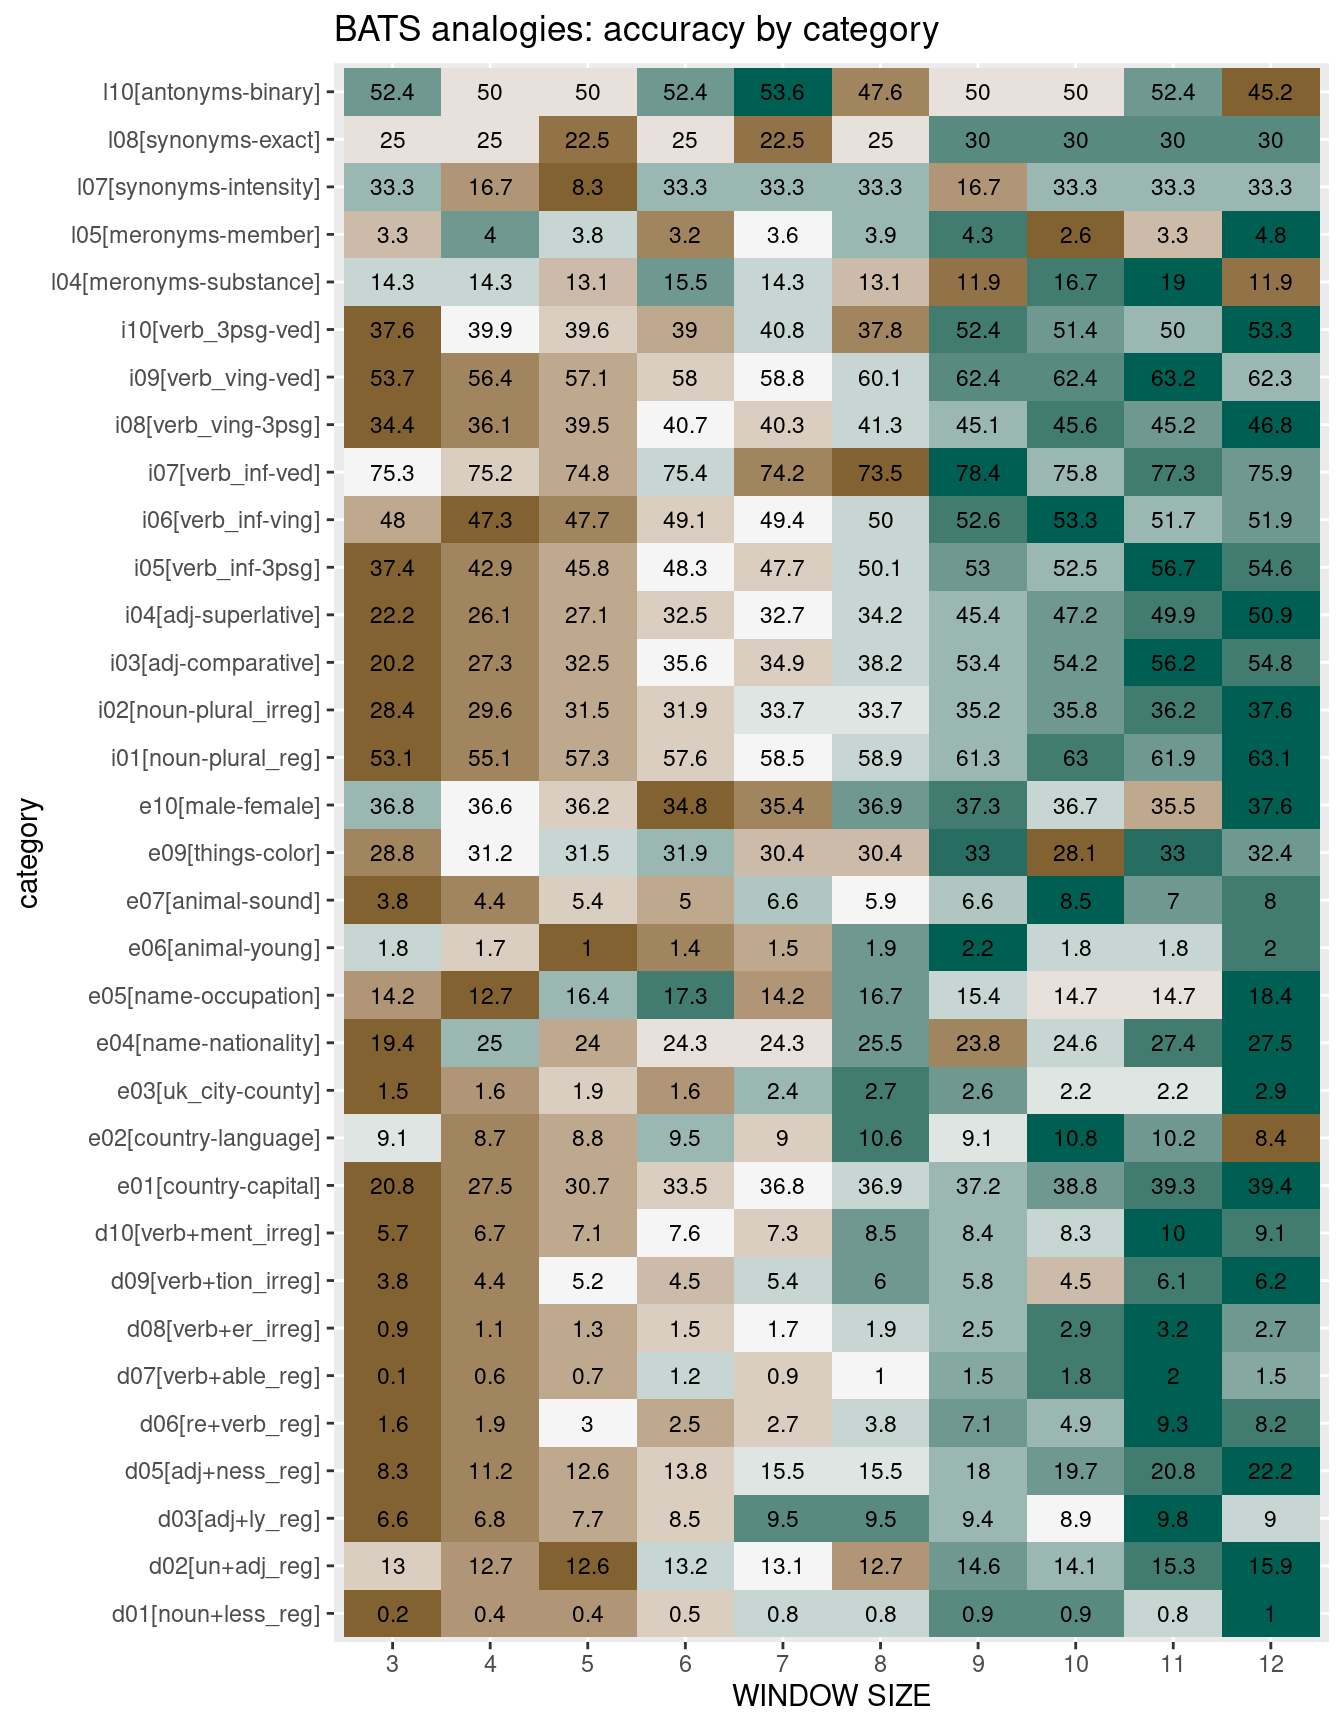 BATS analogies: accuracy by category
category
l10[antonyms-binary] 52.4 50 50 52.4 53.6 47.6 50 50 52.4 45.2
l08[synonyms-exact] 25 25 22.5 25 22.5 25 30 30 30 30
l07[synonyms-intensity] 33.3 16.7 8.3 33.3 33.3 33.3 16.7 33.3 33.3 33.3
l05[meronyms-member] 3.3 4 3.8 3.2 3.6 3.9 4.3 2.6 3.3 4.8
l04[meronyms-substance] 14.3 14.3 13.1 15.5 14.3 13.1 11.9 16.7 19 11.9
i10[verb_3psg-ved] 37.6 39.9 39.6 39 40.8 37.8 52.4 51.4 50 53.3
i09[verb_ving-ved] 53.7 56.4 57.1 58 58.8 60.1 62.4 62.4 63.2 62.3
i08[verb_ving-3psg] 34.4 36.1 39.5 40.7 40.3 41.3 45.1 45.6 45.2 46.8
i07[verb_inf-ved] 75.3 75.2 74.8 75.4 74.2 73.5 78.4 75.8 77.3 75.9
i06[verb_inf-ving] 48 47.3 47.7 49.1 49.4 50 52.6 53.3 51.7 51.9
i05[verb_inf-3psg] 37.4 42.9 45.8 48.3 47.7 50.1 53 52.5 56.7 54.6
i04[adj-superlative] 22.2 26.1 27.1 32.5 32.7 34.2 45.4 47.2 49.9 50.9
i03[adj-comparative] 20.2 27.3 32.5 35.6 34.9 38.2 53.4 54.2 56.2 54.8
i02[noun-plural_irreg] 28.4 29.6 31.5 31.9 33.7 33.7 35.2 35.8 36.2 37.6
i01[noun-plural_reg] 53.1 55.1 57.3 57.6 58.5 58.9 61.3 63 61.9 63.1
e10[male-female] 36.8 36.6 36.2 34.8 35.4 36.9 37.3 36.7 35.5 37.6
e09[things-color] 28.8 31.2 31.5 31.9 30.4 30.4 33 28.1 33 32.4
e07[animal-sound] 3.8 4.4 5.4 5 6.6 5.9 6.6 8.5 7 8
e06[animal-young] 1.8 1.7 1 1.4 1.5 1.9 2.2 1.8 1.8 2
e05[name-occupation] 14.2 12.7 16.4 17.3 14.2 16.7 15.4 14.7 14.7 18.4
e04[name-nationality] 19.4 25 24 24.3 24.3 25.5 23.8 24.6 27.4 27.5
e03[uk_city-county] 1.5 1.6 1.9 1.6 2.4 2.7 2.6 2.2 2.2 2.9
e02[country-language] 9.1 8.7 8.8 9.5 9 10.6 9.1 10.8 10.2 8.4
e01[country-capital] 20.8 27.5 30.7 33.5 36.8 36.9 37.2 38.8 39.3 39.4
d10[verb+ment_irreg] 5.7 6.7 7.1 7.6 7.3 8.5 8.4 8.3 10 9.1
d09[verb+tion_irreg] 3.8 4.4 5.2 4.5 5.4 6 5.8 4.5 6.1 6.2
d08[verb+er_irreg] 0.9 1.1 1.3 1.5 1.7 1.9 2.5 2.9 3.2 2.7
d07[verb+able_reg] 0.1 0.6 0.7 1.2 0.9 1 1.5 1.8 2 1.5
d06[re+verb_reg] 1.6 1.9 3 2.5 2.7 3.8 7.1 4.9 9.3 8.2
d05[adj+ness_reg] 8.3 11.2 12.6 13.8 15.5 15.5 18 19.7 20.8 22.2
d03[adj+ly_reg] 6.6 6.8 7.7 8.5 9.5 9.5 9.4 8.9 9.8 9
d02[un+adj_reg] 13 12.7 12.6 13.2 13.1 12.7 14.6 14.1 15.3 15.9
d01[noun+less_reg] 0.2 0.4 0.4 0.5 0.8 0.8 0.9 0.9 0.8 1
3 4 5 6 7 8 9 10 11 12
WINDOW SIZE